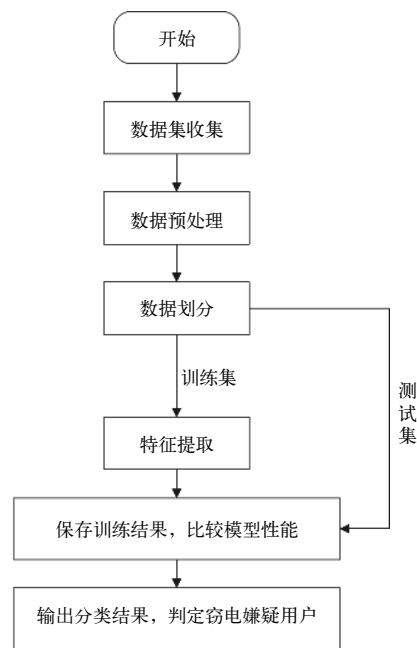 开始
数据集收集
数据预处理
数据划分
训练集
测试集
特征提取
保存训练结果，比较模型性能
输出分类结果，判定窃电嫌疑用户